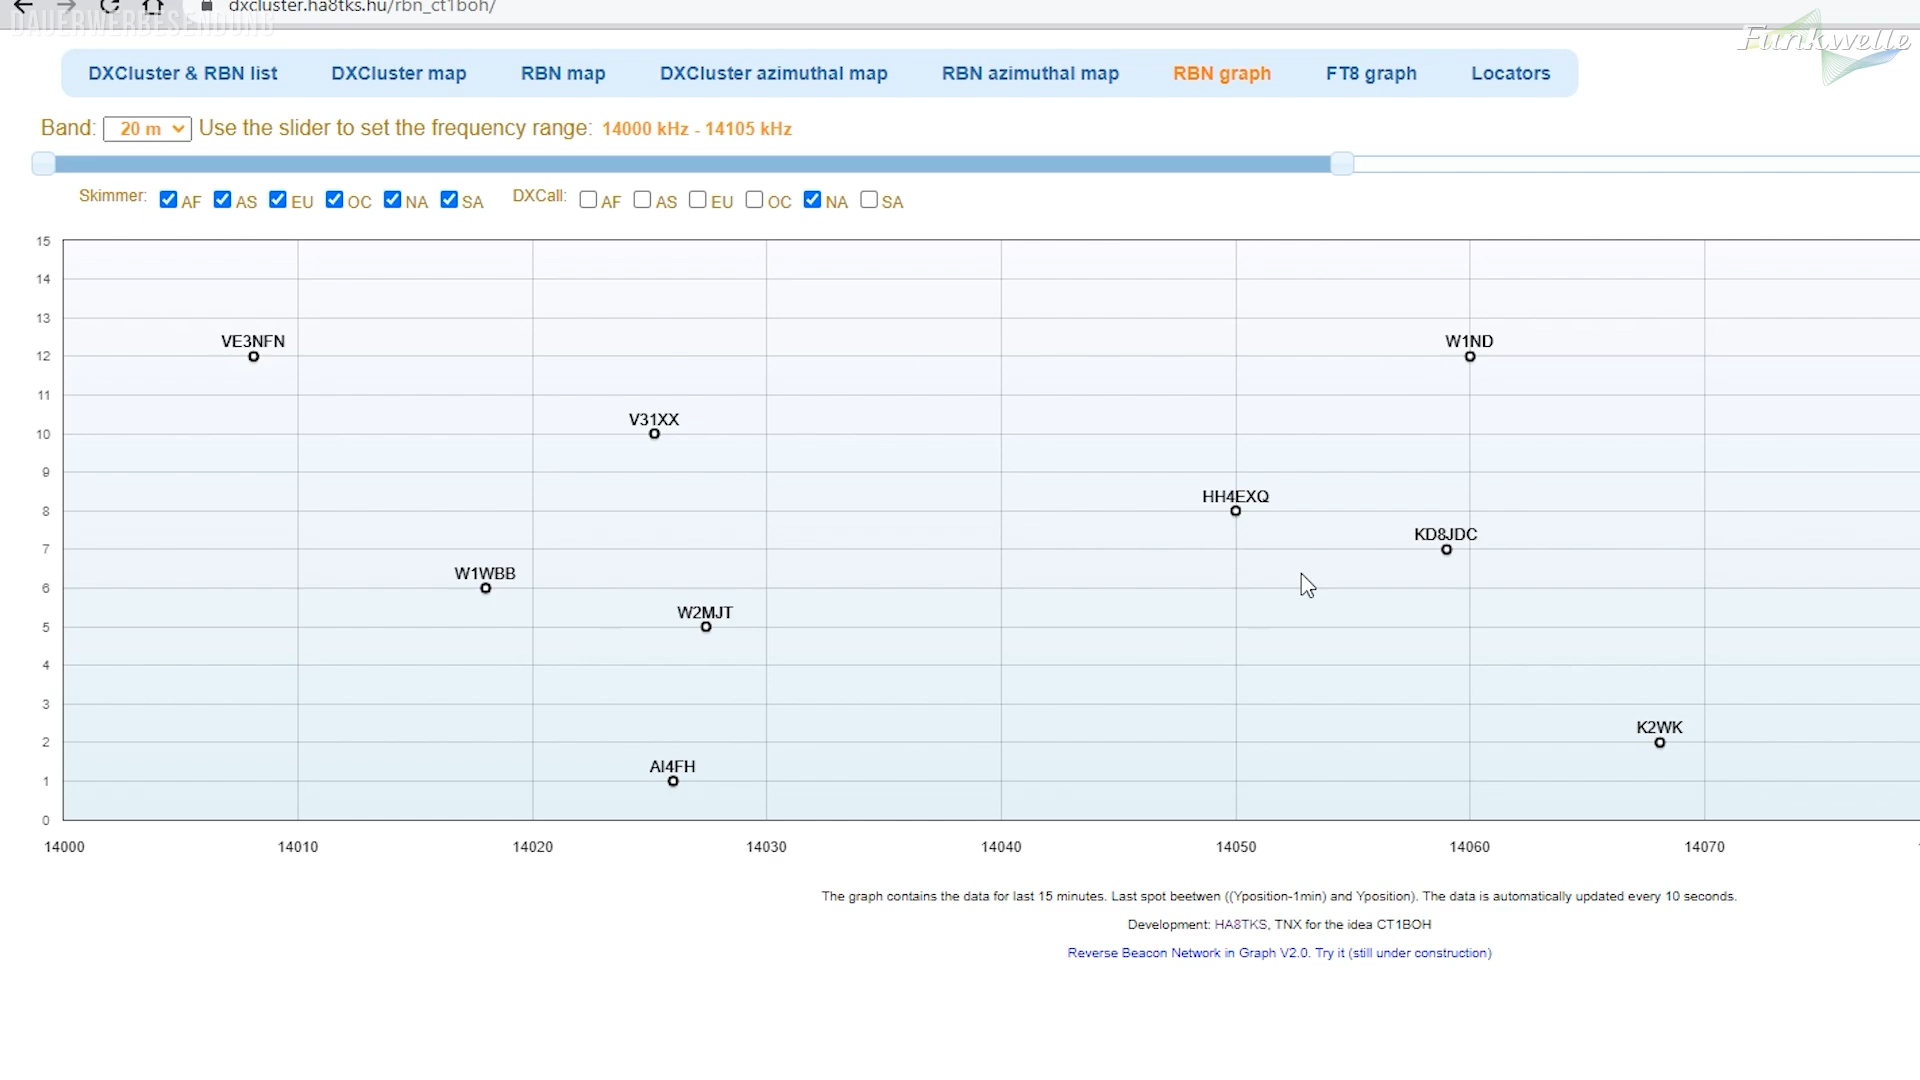 dxcluster.ha8tks.hu/rbn_ct1boh/
DAUERWERBESENDUNG
Funkwelle
DXCluster & RBN list DXCluster map RBN map DXCluster azimuthal map RBN azimuthal map RBN graph FT8 graph Locators
Band: 20 m Use the slider to set the frequency range: 14000 kHz - 14105 kHz
Skimmer: AF AS EU OC NA SA DXCall: AF AS EU OC NA SA
15
14
13
VE3NFN W1ND
12
11
V31XX
10
9
HH4EXQ
8
KD8JDC
7
W1WBB
6
W2MJT
5
4
3
K2WK
2
AI4FH
1
0
14000 14010 14020 14030 14040 14050 14060 14070
The graph contains the data for last 15 minutes. Last spot beetwen ((Yposition-1min) and Yposition). The data is automatically updated every 10 seconds.
Development: HA8TKS, TNX for the idea CT1BOH
Reverse Beacon Network in Graph V2.0. Try it (still under construction)